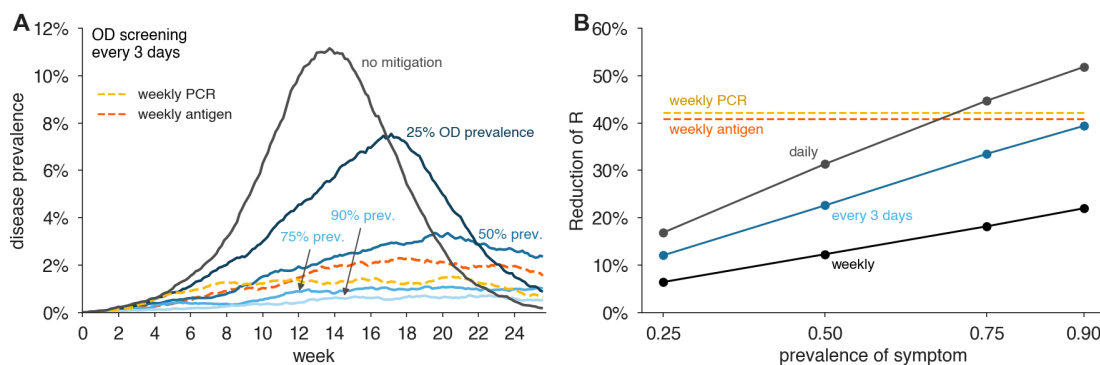 A
OD screening
every 3 days
weekly PCR
weekly antigen
no mitigation
25% OD prevalence
90% prev.
75% prev.
50% prev.
12%
10%
8%
6%
4%
2%
0%
disease prevalence
0 2 4 6 8 10 12 14 16 18 20 22 24
week
B
60%
50%
40%
30%
20%
10%
0%
Reduction of R
weekly PCR
weekly antigen
daily
every 3 days
weekly
0.25 0.50 0.75 0.90
prevalence of symptom